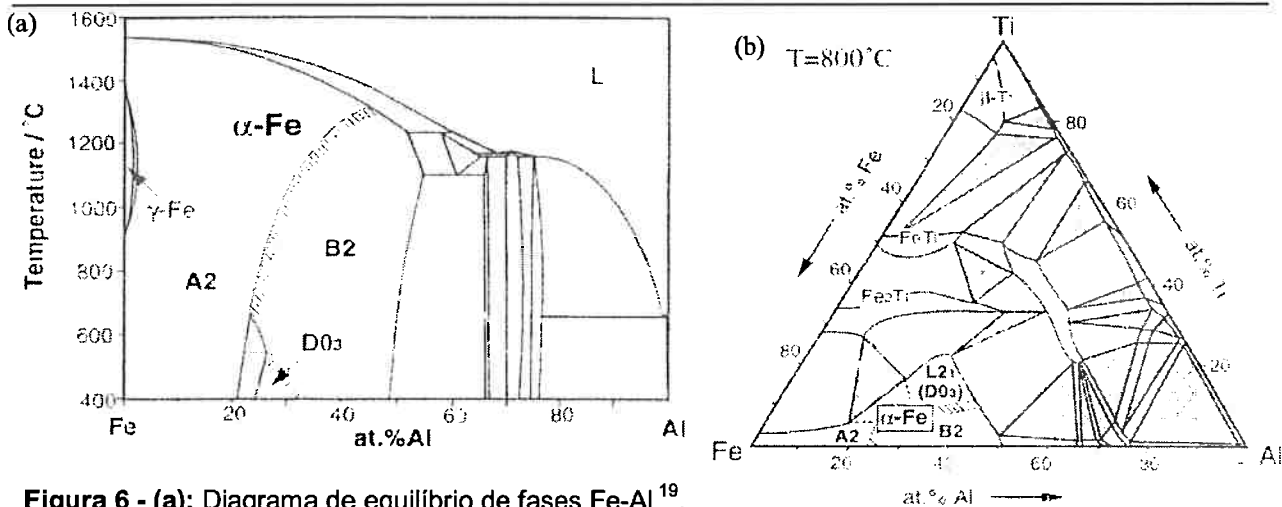 (a)
1600
1400
1200
1000
800
600
400
Temperature / °C
L
α-Fe
γ-Fe
A2
B2
D0₃
Fe
20
60
80
Al
at.%Al
(b)
T=800°C
Ti
β-Ti
20
80
at.% Fe
40
60
FeTi
at.% Ti
60
Fe₂Ti
40
80
20
L2₁
(D0₃)
α-Fe
A2
B2
Fe
20
40
60
80
Al
at.% Al
Figura 6 - (a): Diagrama de equilíbrio de fases Fe-Al ¹⁹.